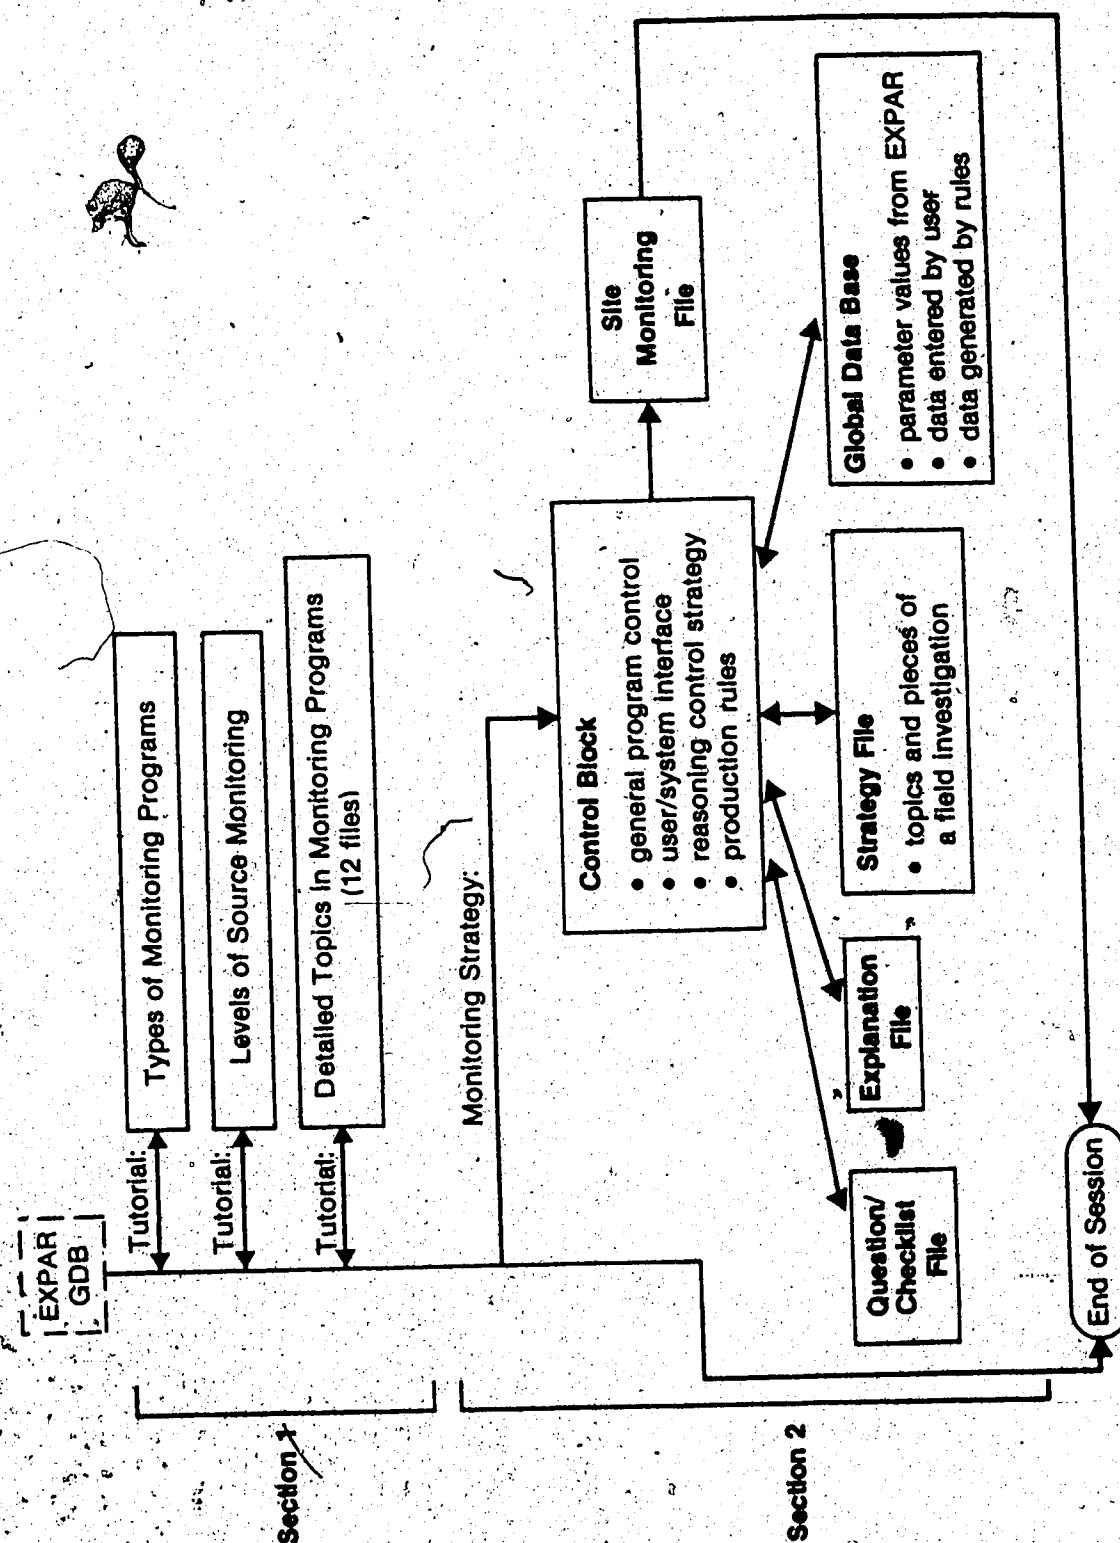 EXPAR
GDB
Section 1
Tutorial:
Types of Monitoring Programs
Tutorial:
Levels of Source Monitoring
Tutorial:
Detailed Topics In Monitoring Programs
(12 files)
Section 2
Monitoring Strategy:
Control Block
• general program control
• user/system interface
• reasoning control strategy
• production rules
Site
Monitoring
File
Question/
Checklist
File
Explanation
File
Strategy File
• topics and pieces of
a field investigation
Global Data Base
• parameter values from EXPAR
• data entered by user
• data generated by rules
End of Session